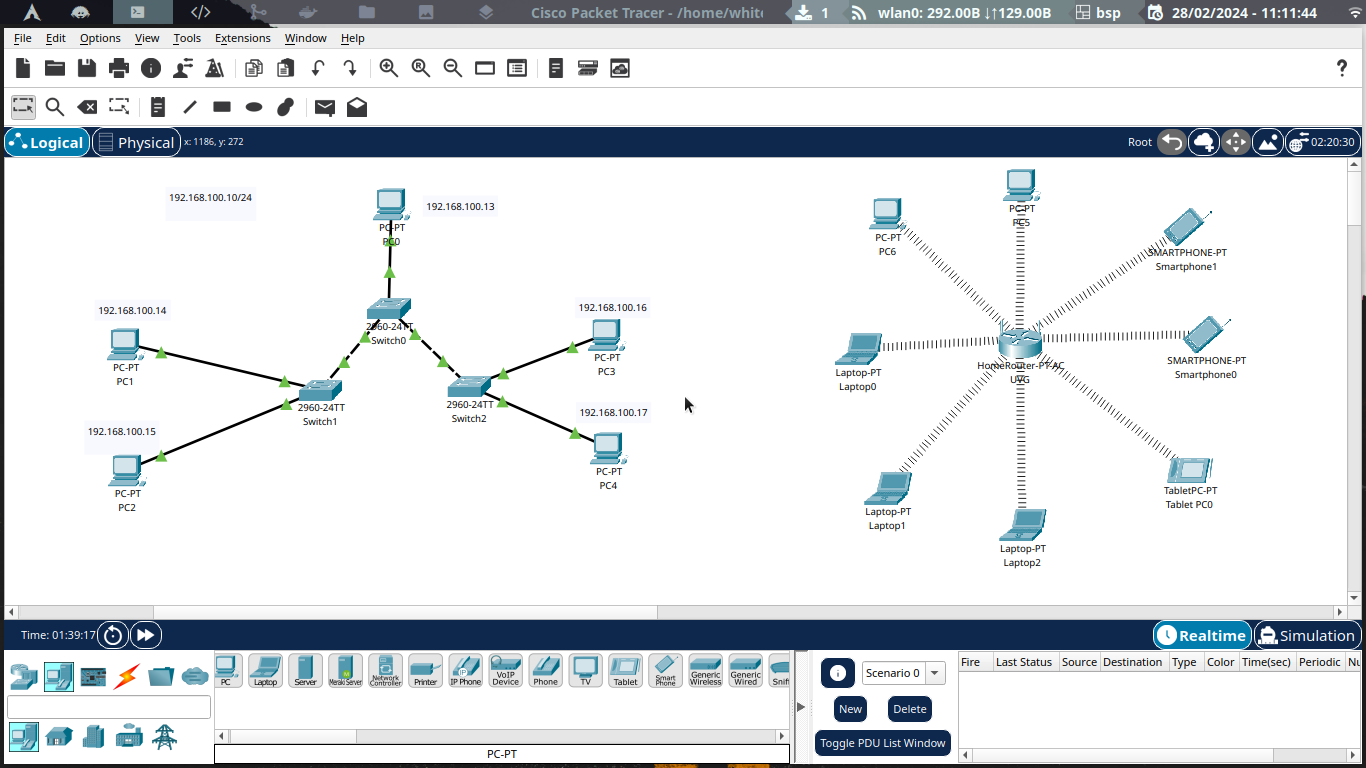 Cisco Packet Tracer - /home/white
1
wlan0: 292.00B ↓↑129.00B
bsp
28/02/2024 - 11:11:44
File Edit Options View Tools Extensions Window Help
?
Logical
Physical
x: 1186, y: 272
Root
02:20:30
192.168.100.10/24
PC-PT
PC0
192.168.100.13
2960-24TT
Switch0
192.168.100.14
PC-PT
PC1
192.168.100.16
PC-PT
PC3
2960-24TT
Switch1
2960-24TT
Switch2
192.168.100.15
PC-PT
PC2
192.168.100.17
PC-PT
PC4
PC-PT
PC5
PC-PT
PC6
SMARTPHONE-PT
Smartphone1
HomeRouter-PT-AC
UVG
SMARTPHONE-PT
Smartphone0
Laptop-PT
Laptop0
Laptop-PT
Laptop1
Laptop-PT
Laptop2
TabletPC-PT
Tablet PC0
Time: 01:39:17
Realtime
Simulation
PC
Laptop
Server
Meraki Server
Network Controller
Printer
IP Phone
VoIP Device
Phone
TV
Tablet
Smart Phone
Generic Wireless
Generic Wired
Sniff
PC-PT
Scenario 0
New
Delete
Toggle PDU List Window
Fire Last Status Source Destination Type Color Time(sec) Periodic Nu